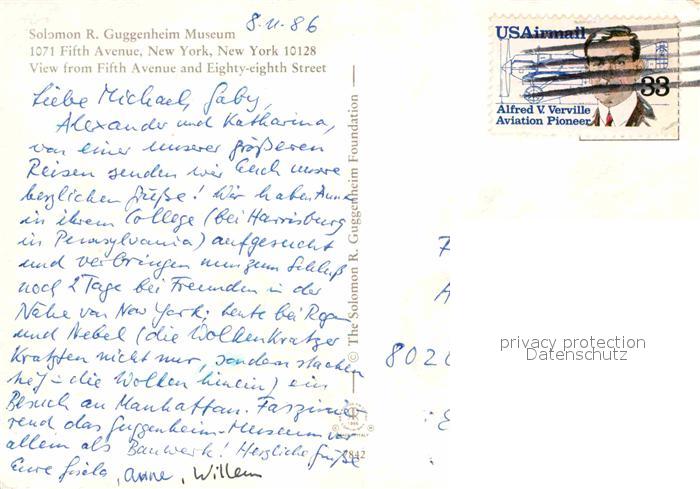 8.11.86
Solomon R. Guggenheim Museum
1071 Fifth Avenue, New York, New York 10128
View from Fifth Avenue and Eighty-eighth Street
Liebe Michael, Gaby,
Alexander und Katharina,
von einer unserer größeren
Reisen senden wir Euch unsere
herzlichen Grüße! Wir haben Anne
in ihrem College (bei Harrisburg
in Pennsylvania) aufgesucht
und verbringen nun zum Schluß
noch 2 Tage bei Freunden in der
Nähe von New York; heute bei Regen
und Nebel (die Wolkenkratzer
kratzten nicht nur, sondern stachen
tief in die Wolken hinein) ein
Besuch an Manhattan. Faszinie-
rend das Guggenheim-Museum vor
allem als Bauwerk! Herzliche Grüße
Eure Gisela, Anne, Willem
© The Solomon R. Guggenheim Foundation
7842
USAirmail
33
Alfred V. Verville
Aviation Pioneer
802
privacy protection
Datenschutz